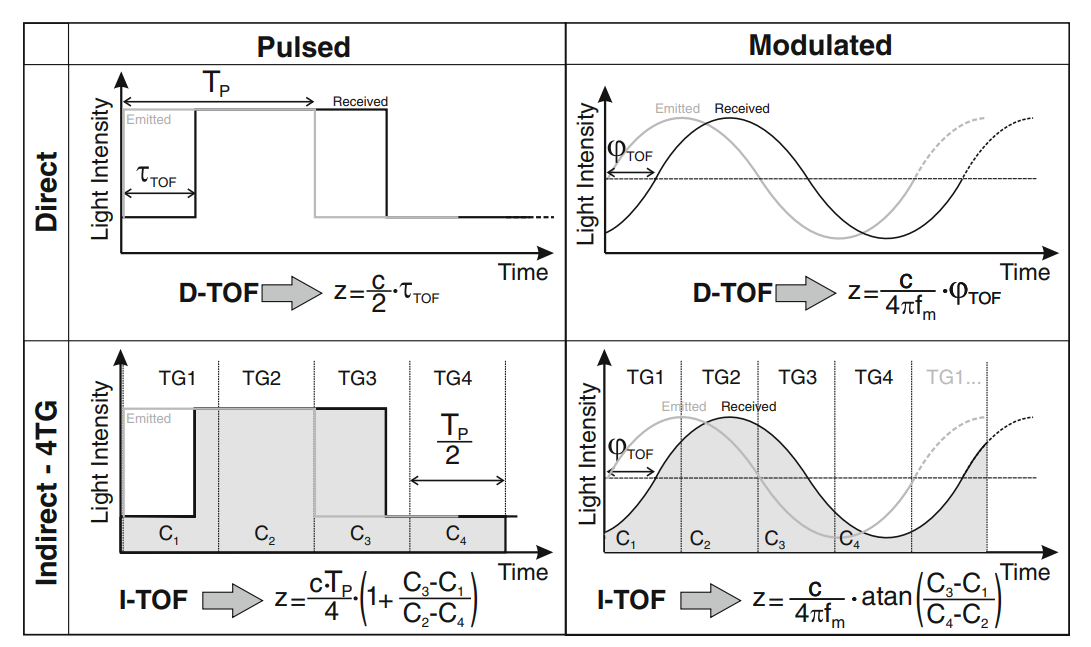 Pulsed
Modulated
Direct
Light Intensity
T_P
Emitted
Received
τ_TOF
Time
D-TOF z=c/2·τ_TOF
Light Intensity
Emitted Received
φ_TOF
Time
D-TOF z=c/4πf_m·φ_TOF
Indirect - 4TG
Light Intensity
TG1 TG2 TG3 TG4
Emitted
T_P/2
C_1 C_2 C_3 C_4
Time
I-TOF z=c·T_P/4·(1+C_3-C_1/C_2-C_4)
Light Intensity
TG1 TG2 TG3 TG4 TG1...
Emitted Received
φ_TOF
C_1 C_2 C_3 C_4
Time
I-TOF z=c/4πf_m·atan(C_3-C_1/C_4-C_2)